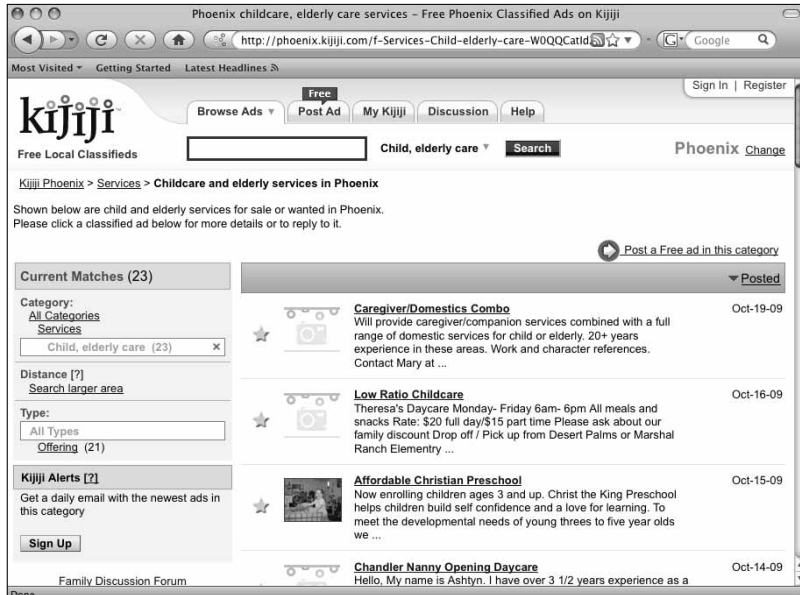 Phoenix childcare, elderly care services – Free Phoenix Classified Ads on Kijiji
http://phoenix.kijiji.com/f-Services-Child-elderly-care-W0QQCatId
Google
Most Visited
Getting Started
Latest Headlines
Sign In | Register
kijiji
Free Local Classifieds
Free
Browse Ads
Post Ad
My Kijiji
Discussion
Help
Child, elderly care
Search
Phoenix Change
Kijiji Phoenix > Services > Childcare and elderly services in Phoenix
Shown below are child and elderly services for sale or wanted in Phoenix.
Please click a classified ad below for more details or to reply to it.
Post a Free ad in this category
Current Matches (23)
Category:
All Categories
Services
Child, elderly care (23) ×
Distance [?]
Search larger area
Type:
All Types
Offering (21)
Kijiji Alerts [?]
Get a daily email with the newest ads in
this category
Sign Up
Family Discussion Forum
Posted
Caregiver/Domestics Combo
Oct-19-09
Will provide caregiver/companion services combined with a full
range of domestic services for child or elderly. 20+ years
experience in these areas. Work and character references.
Contact Mary at ...
Low Ratio Childcare
Oct-16-09
Theresa's Daycare Monday- Friday 6am- 6pm All meals and
snacks Rate: $20 full day/$15 part time Please ask about our
family discount Drop off / Pick up from Desert Palms or Marshal
Ranch Elementry ...
Affordable Christian Preschool
Oct-15-09
Now enrolling children ages 3 and up. Christ the King Preschool
helps children build self confidence and a love for learning. To
meet the developmental needs of young threes to five year olds
we ...
Chandler Nanny Opening Daycare
Oct-14-09
Hello, My name is Ashtyn. I have over 3 1/2 years experience as a
Done